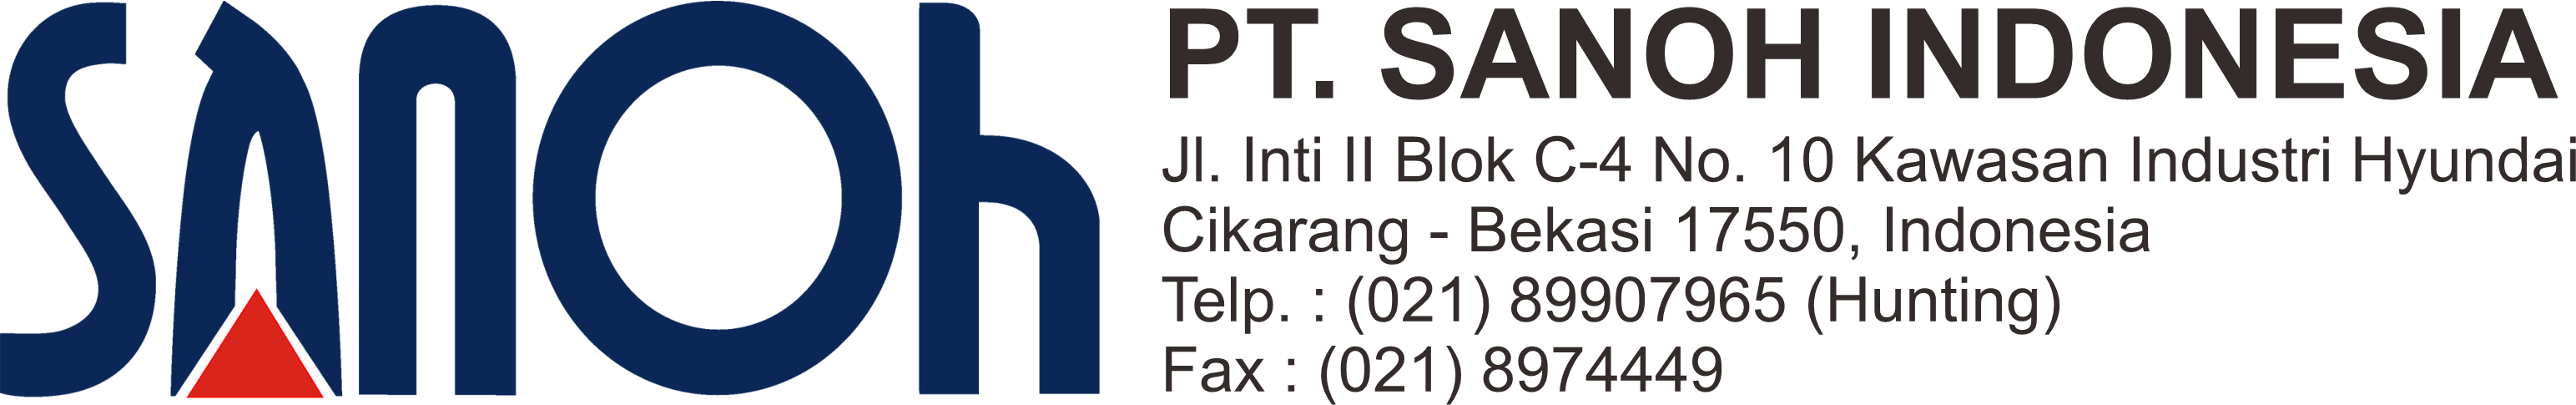 SANOh
PT. SANOH INDONESIA
Jl. Inti II Blok C-4 No. 10 Kawasan Industri Hyundai
Cikarang - Bekasi 17550, Indonesia
Telp. : (021) 89907965 (Hunting)
Fax : (021) 8974449